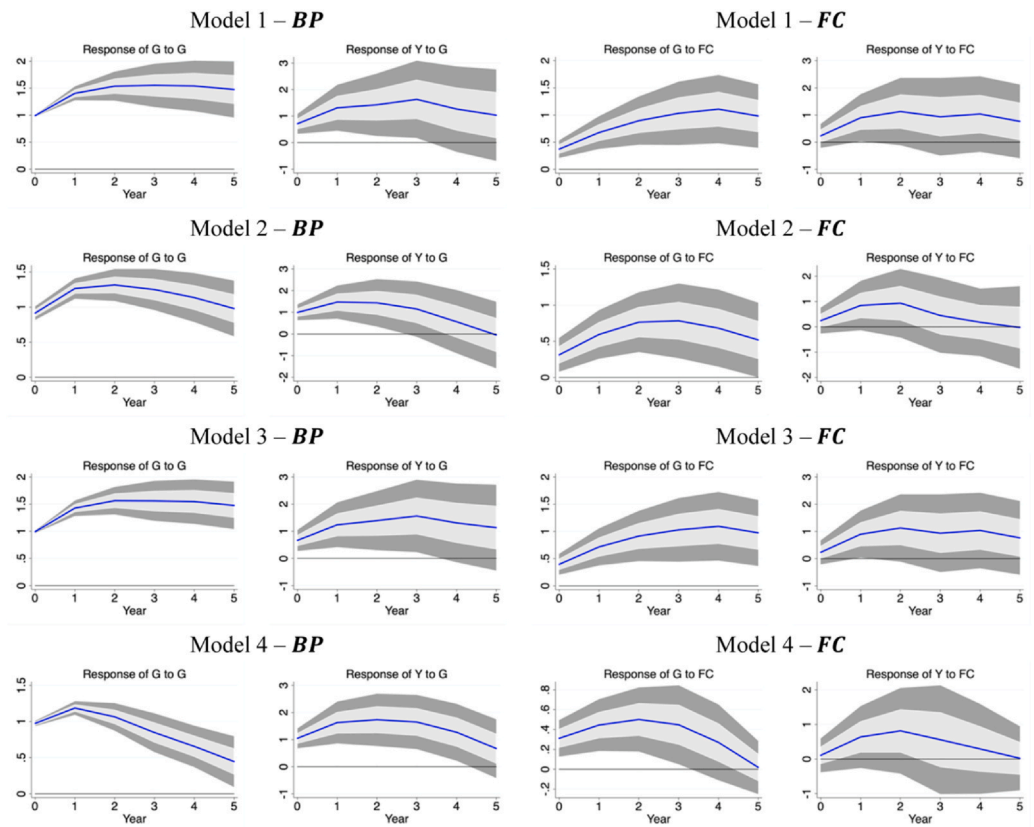 Model 1 – BP
Model 1 – FC
Response of G to G
Response of Y to G
Response of G to FC
Response of Y to FC
2
1.5
1
.5
0
0 1 2 3 4 5
Year
3
2
1
0
-1
0 1 2 3 4 5
Year
2
1.5
1
.5
0
0 1 2 3 4 5
Year
3
2
1
0
-1
0 1 2 3 4 5
Year
Model 2 – BP
Model 2 – FC
Response of G to G
Response of Y to G
Response of G to FC
Response of Y to FC
1.5
1
.5
0
0 1 2 3 4 5
Year
3
2
1
0
-1
-2
0 1 2 3 4 5
Year
1.5
1
.5
0
0 1 2 3 4 5
Year
2
1
0
-1
-2
0 1 2 3 4 5
Year
Model 3 – BP
Model 3 – FC
Response of G to G
Response of Y to G
Response of G to FC
Response of Y to FC
2
1.5
1
.5
0
0 1 2 3 4 5
Year
3
2
1
0
-1
0 1 2 3 4 5
Year
2
1.5
1
.5
0
0 1 2 3 4 5
Year
3
2
1
0
-1
0 1 2 3 4 5
Year
Model 4 – BP
Model 4 – FC
Response of G to G
Response of Y to G
Response of G to FC
Response of Y to FC
1.5
1
.5
0
0 1 2 3 4 5
Year
3
2
1
0
-1
0 1 2 3 4 5
Year
.8
.6
.4
.2
0
-.2
0 1 2 3 4 5
Year
2
1
0
-1
0 1 2 3 4 5
Year